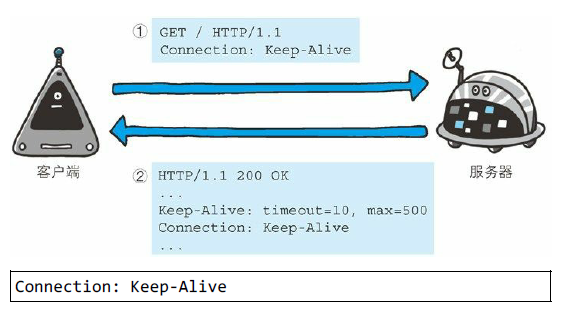 ① GET / HTTP/1.1
Connection: Keep-Alive
客户端
服务器
② HTTP/1.1 200 OK
...
Keep-Alive: timeout=10, max=500
Connection: Keep-Alive
...
Connection: Keep-Alive